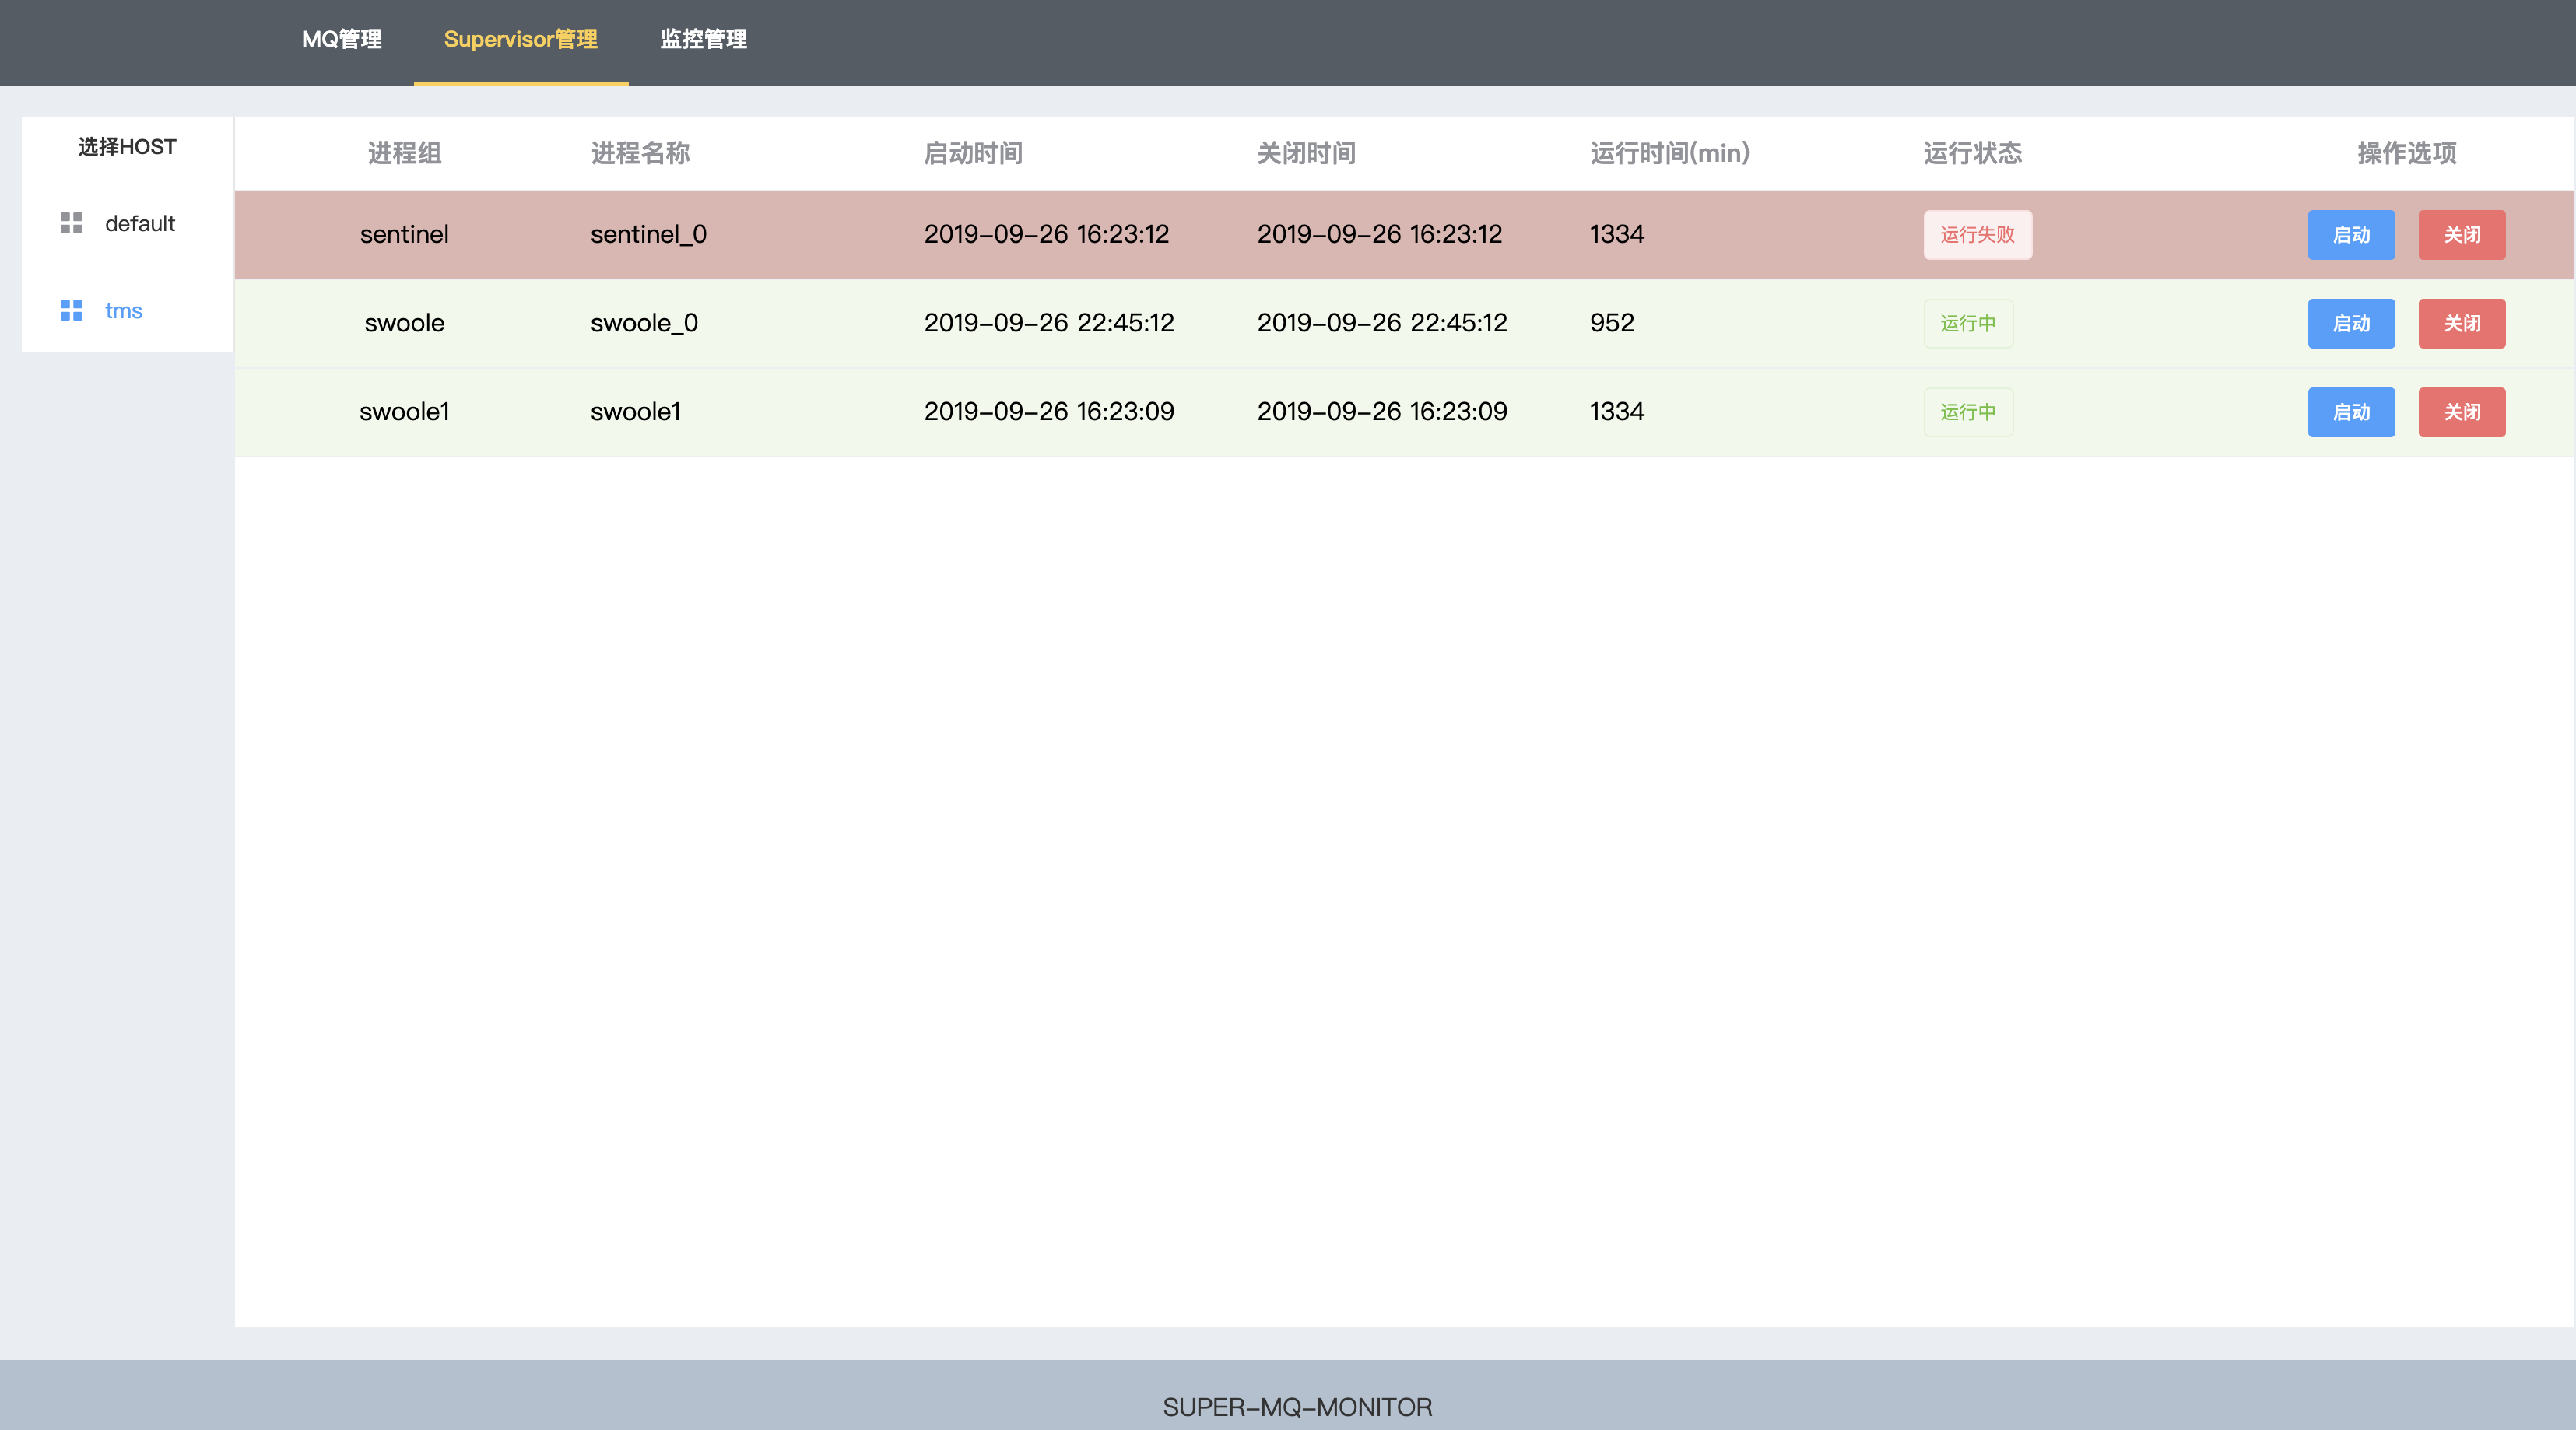 MQ管理 Supervisor管理 监控管理
选择HOST
default
tms
进程组 进程名称 启动时间 关闭时间 运行时间(min) 运行状态 操作选项
sentinel sentinel_0 2019-09-26 16:23:12 2019-09-26 16:23:12 1334 运行失败 启动 关闭
swoole swoole_0 2019-09-26 22:45:12 2019-09-26 22:45:12 952 运行中 启动 关闭
swoole1 swoole1 2019-09-26 16:23:09 2019-09-26 16:23:09 1334 运行中 启动 关闭
SUPER-MQ-MONITOR